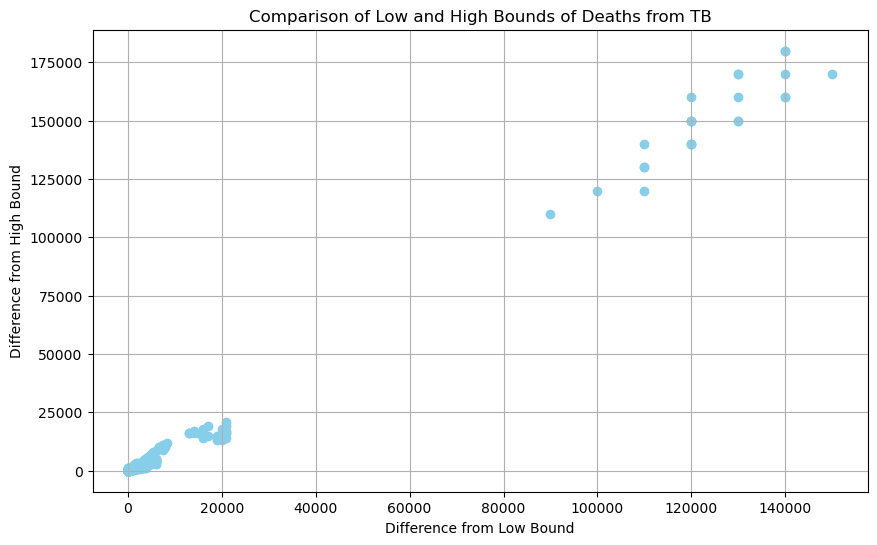 Comparison of Low and High Bounds of Deaths from TB
Difference from High Bound
175000
150000
125000
100000
75000
50000
25000
0
0 20000 40000 60000 80000 100000 120000 140000
Difference from Low Bound